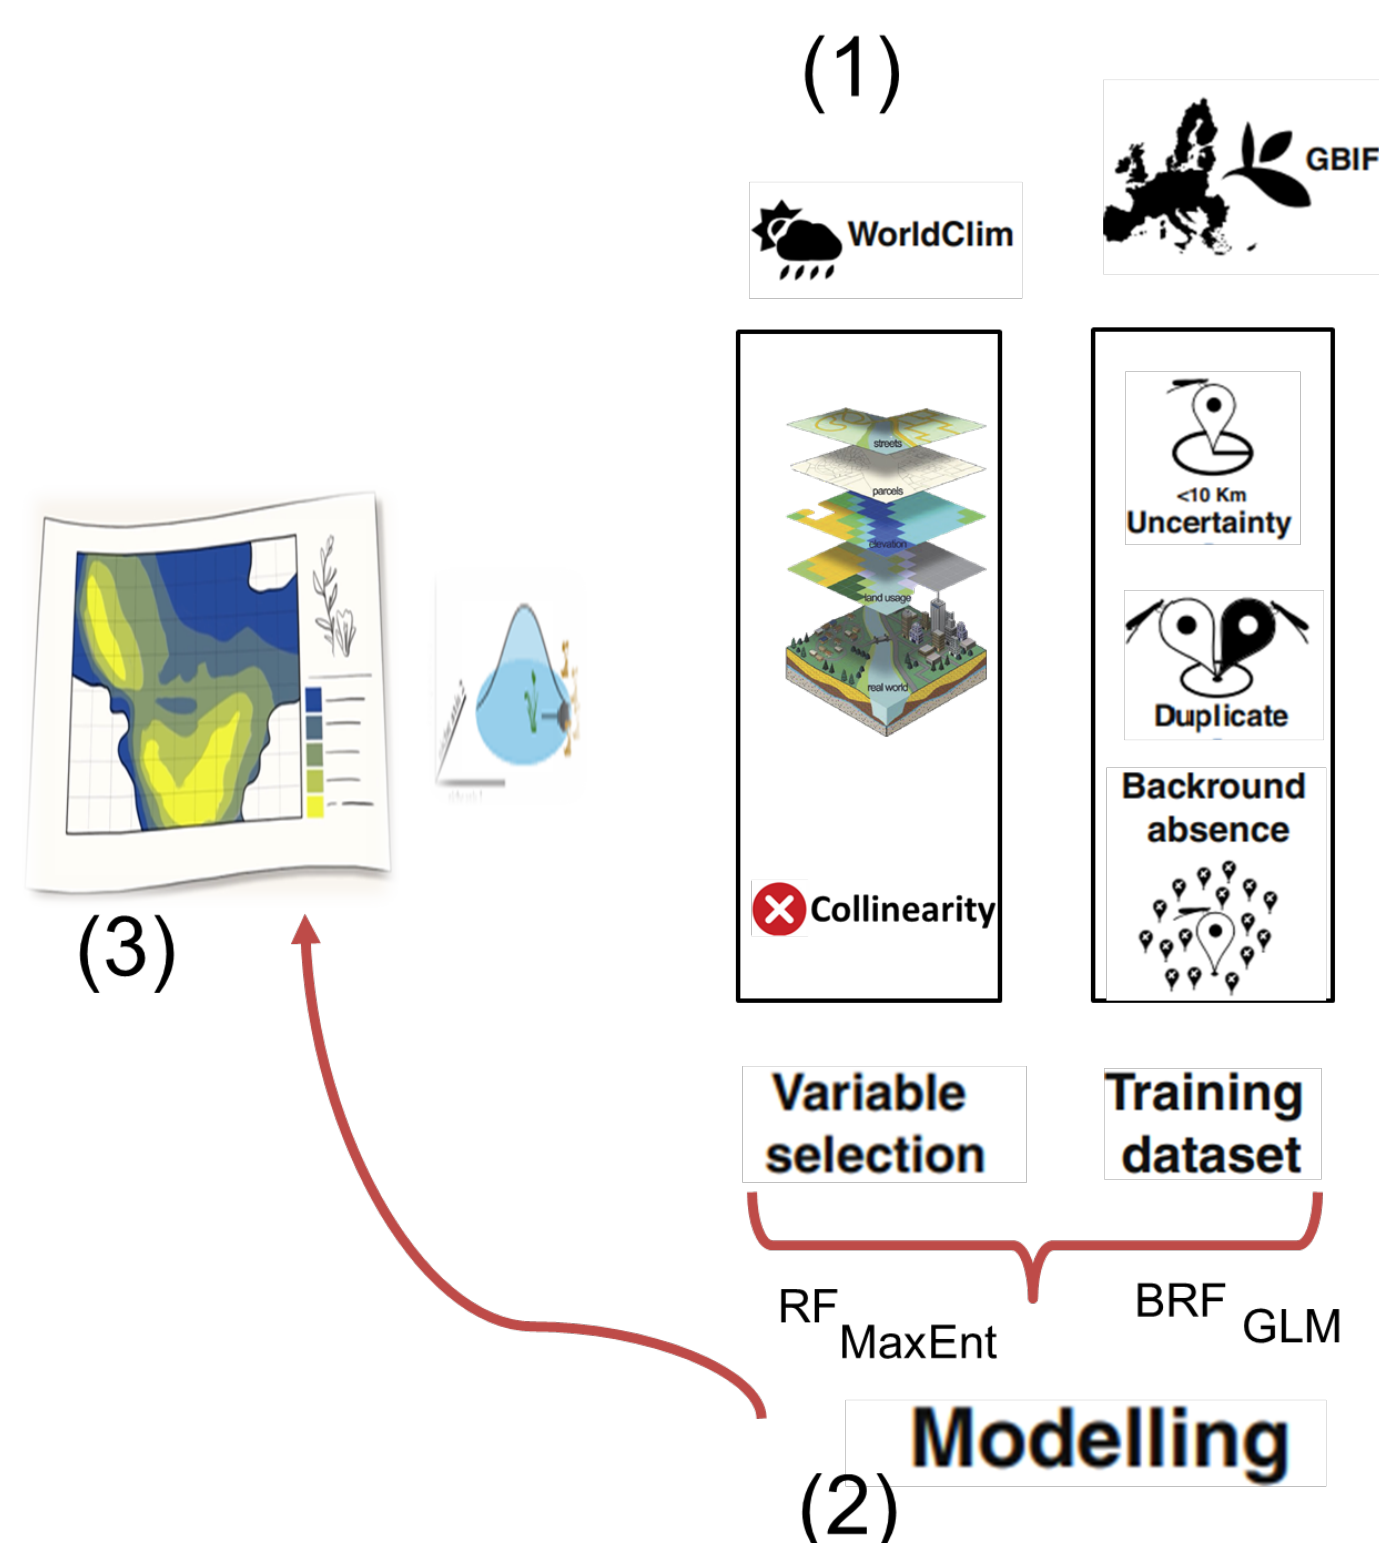 (1)
GBIF
WorldClim
streets
parcels
elevation
land usage
real world
Collinearity
<10 Km
Uncertainty
Duplicate
Backround
absence
Variable
selection
Training
dataset
RF
MaxEnt
BRF
GLM
Modelling
(2)
(3)